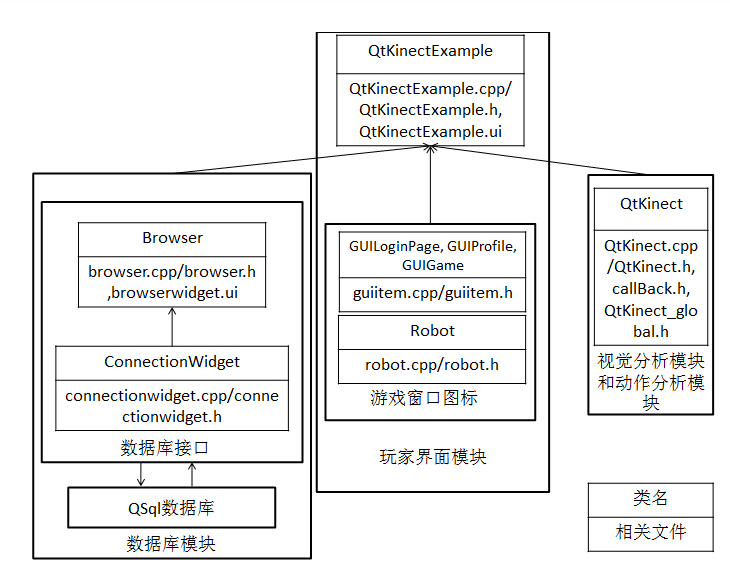 QtKinectExample
QtKinectExample.cpp/
QtKinectExample.h,
QtKinectExample.ui
Browser
browser.cpp/browser.h
,browserwidget.ui
ConnectionWidget
connectionwidget.cpp/conne
ctionwidget.h
数据库接口
QSql数据库
数据库模块
GUILoginPage, GUIProfile,
GUIGame
guiitem.cpp/guiitem.h
Robot
robot.cpp/robot.h
游戏窗口图标
玩家界面模块
QtKinect
QtKinect.cpp
/QtKinect.h,
callBack.h,
QtKinect_glo
bal.h
视觉分析模块
和动作分析模
块
类名
相关文件